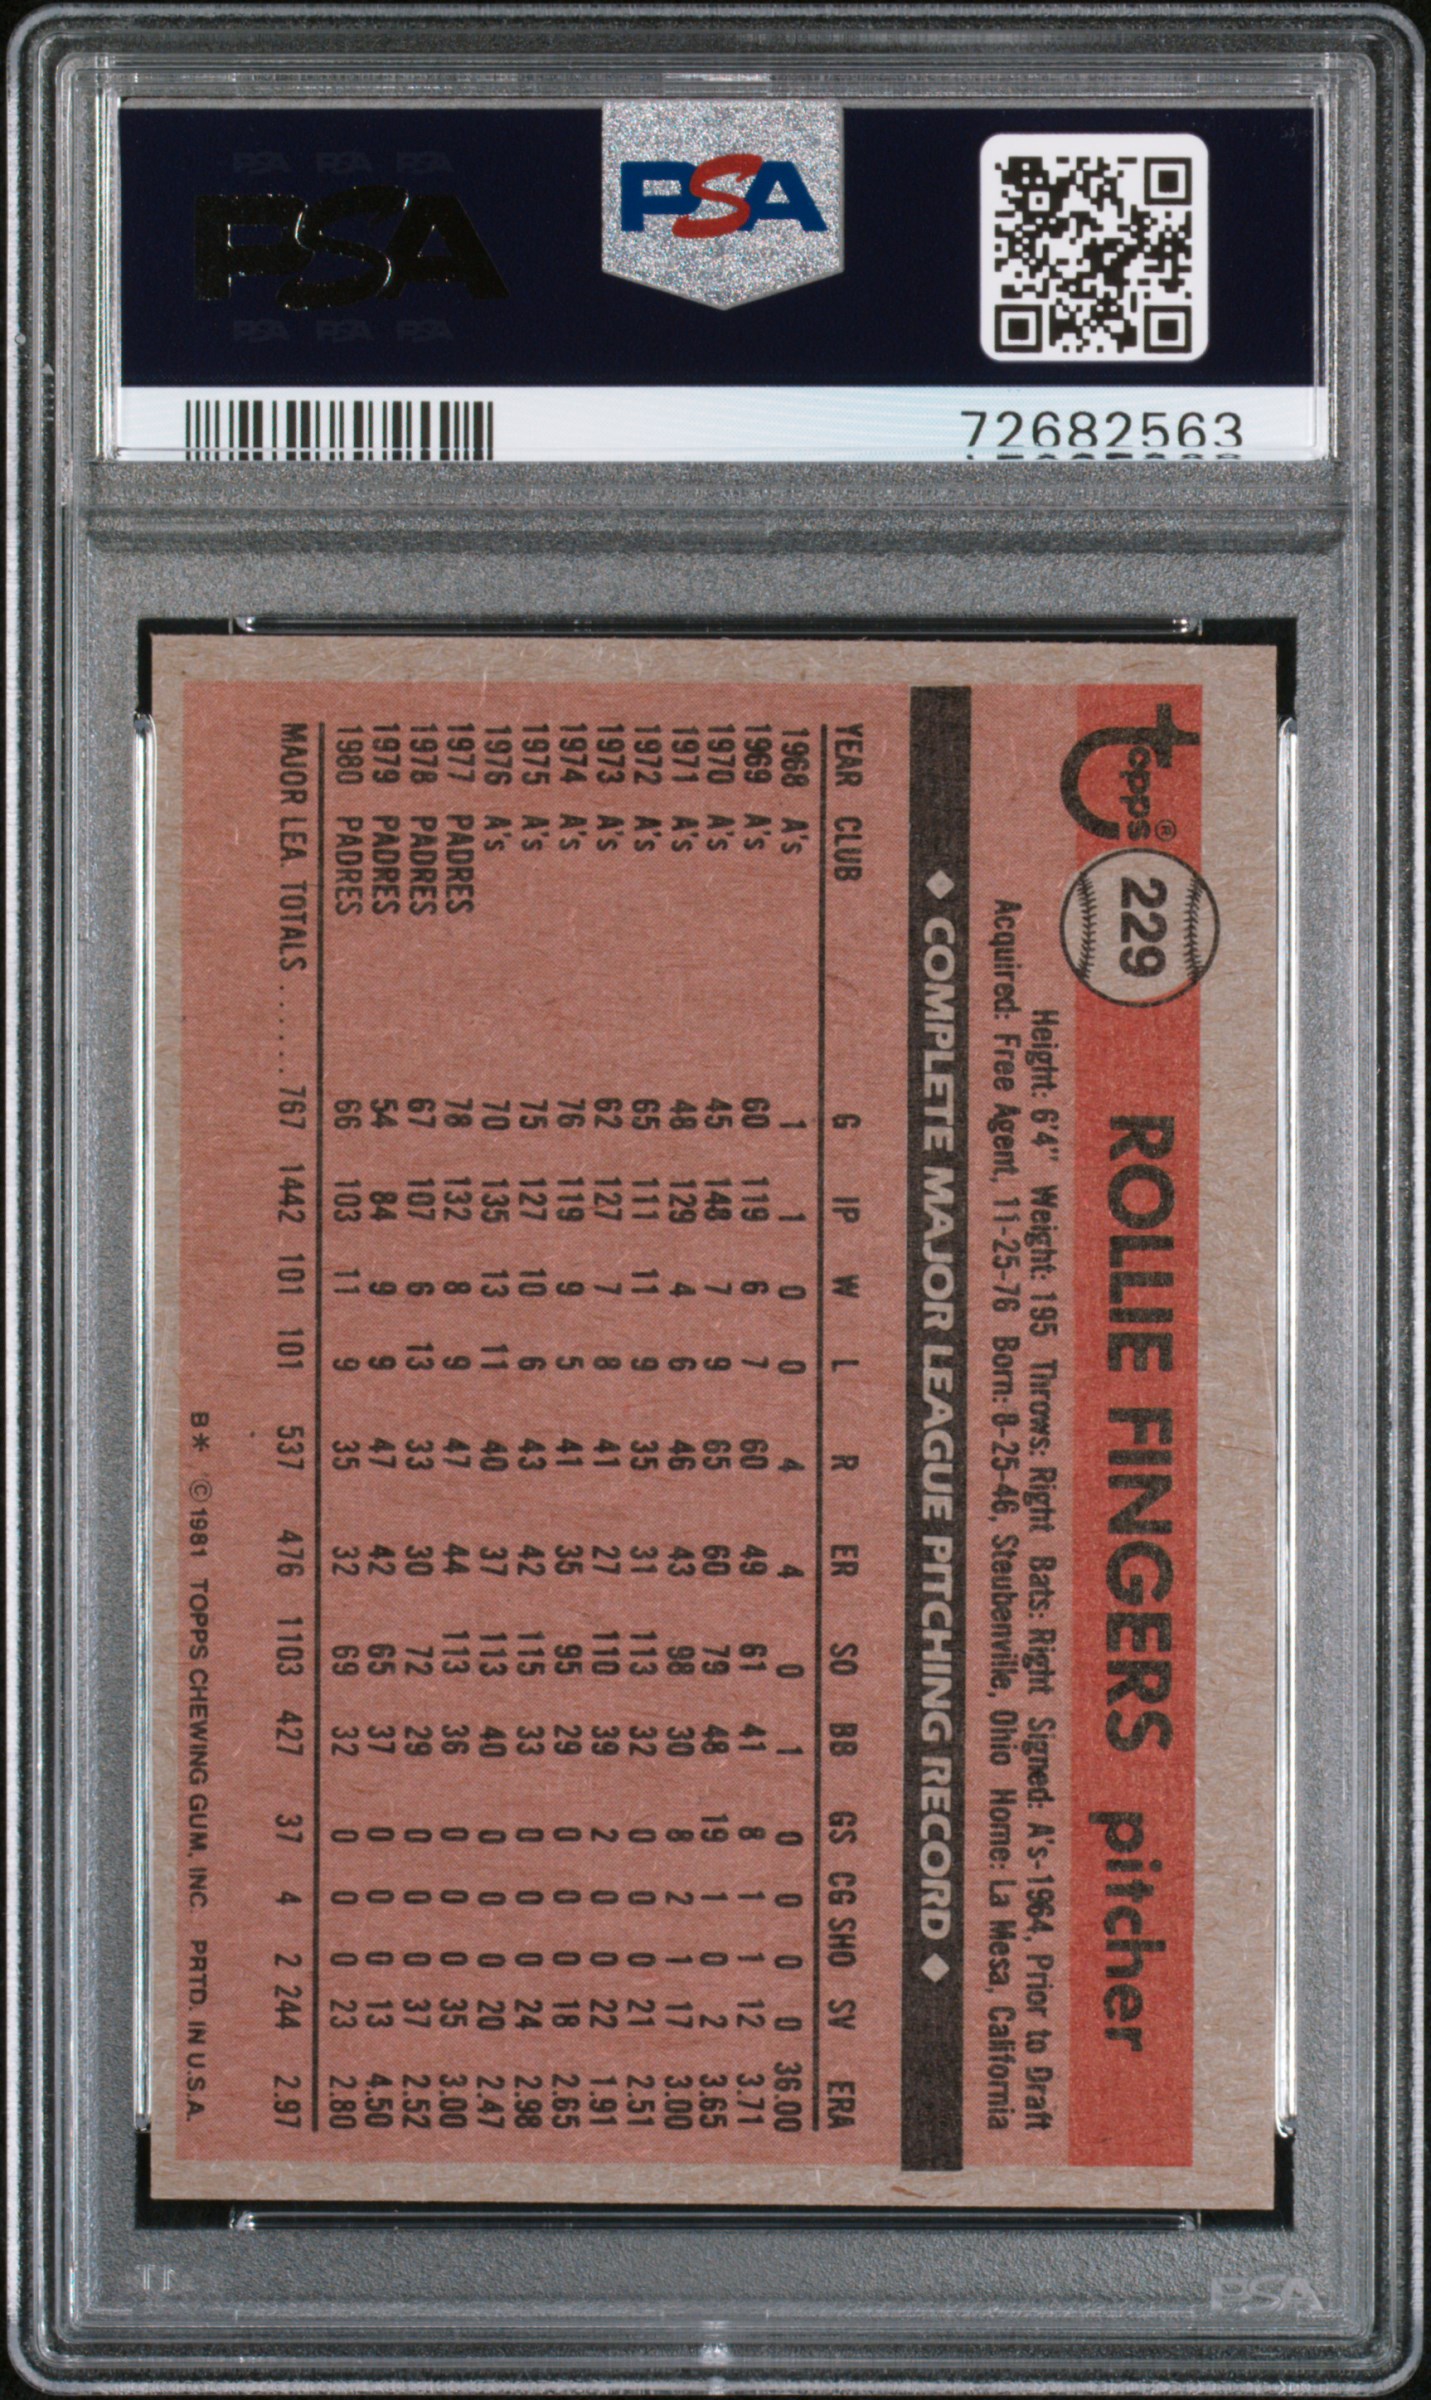 PSA PSA PSA
PSA
PSA PSA PSA
PSA
72682563
topps®
229
ROLLIE FINGERS pitcher
Height: 6'4" Weight: 195 Throws: Right Bats: Right Signed: A's-1964, Prior to Draft
Acquired: Free Agent, 11-25-76 Born: 8-25-46, Steubenville, Ohio Home: La Mesa, California
◆ COMPLETE MAJOR LEAGUE PITCHING RECORD ◆
YEAR CLUB G IP W L R ER SO BB GS CG SHO SV ERA
1968 A's 1 1 0 0 4 4 0 1 0 0 0 0 36.00
1969 A's 60 119 6 7 60 49 61 41 8 1 1 12 3.71
1970 A's 45 148 7 9 65 60 79 48 19 1 0 2 3.65
1971 A's 48 129 4 6 46 43 98 30 8 2 1 17 3.00
1972 A's 65 111 11 9 35 31 113 32 0 0 0 21 2.51
1973 A's 62 127 7 8 41 27 110 39 2 0 0 22 1.91
1974 A's 76 119 9 5 41 35 95 29 0 0 0 18 2.65
1975 A's 75 127 10 6 43 42 115 33 0 0 0 24 2.98
1976 A's 70 135 13 11 40 37 113 40 0 0 0 20 2.47
1977 PADRES 78 132 8 9 47 44 113 36 0 0 0 35 3.00
1978 PADRES 67 107 6 13 33 30 72 29 0 0 0 37 2.52
1979 PADRES 54 84 9 9 47 42 65 37 0 0 0 13 4.50
1980 PADRES 66 103 11 9 35 32 69 32 0 0 0 23 2.80
MAJOR LEA. TOTALS ...... 767 1442 101 101 537 476 1103 427 37 4 2 244 2.97
B* ©1981 TOPPS CHEWING GUM, INC. PRTD. IN U.S.A.
PSA